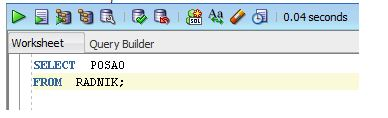 0.04 seconds
Worksheet Query Builder
SELECT POSAO
FROM RADNIK;